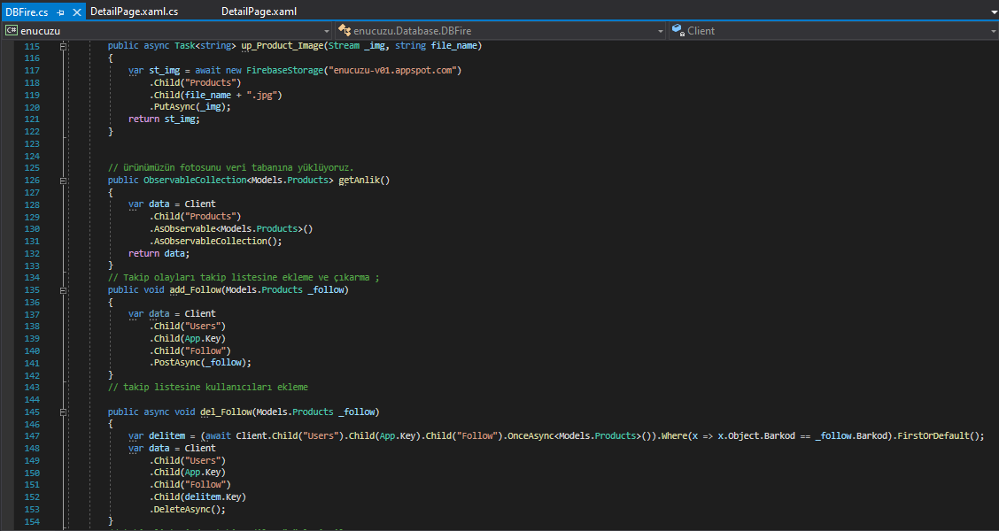 DBFire.cs DetailPage.xaml.cs DetailPage.xaml
C# enucuzu enucuzu.Database.DBFire Client
115 public async Task<string> up_Product_Image(Stream _img, string file_name)
116 {
117 var st_img = await new FirebaseStorage("enucuzu-v01.appspot.com")
118 .Child("Products")
119 .Child(file_name + ".jpg")
120 .PutAsync(_img);
121 return st_img;
122 }
123
124
125 // ürünümüzün fotosunu veri tabanına yüklüyoruz.
126 public ObservableCollection<Models.Products> getAnlik()
127 {
128 var data = Client
129 .Child("Products")
130 .AsObservable<Models.Products>()
131 .AsObservableCollection();
132 return data;
133 }
134 // Takip olayları takip listesine ekleme ve çıkarma ;
135 public void add_Follow(Models.Products _follow)
136 {
137 var data = Client
138 .Child("Users")
139 .Child(App.Key)
140 .Child("Follow")
141 .PostAsync(_follow);
142 }
143 // takip listesine kullanıcıları ekleme
144
145 public async void del_Follow(Models.Products _follow)
146 {
147 var delitem = (await Client.Child("Users").Child(App.Key).Child("Follow").OnceAsync<Models.Products>()).Where(x => x.Object.Barkod == _follow.Barkod).FirstOrDefault();
148 var data = Client
149 .Child("Users")
150 .Child(App.Key)
151 .Child("Follow")
152 .Child(delitem.Key)
153 .DeleteAsync();
154 }